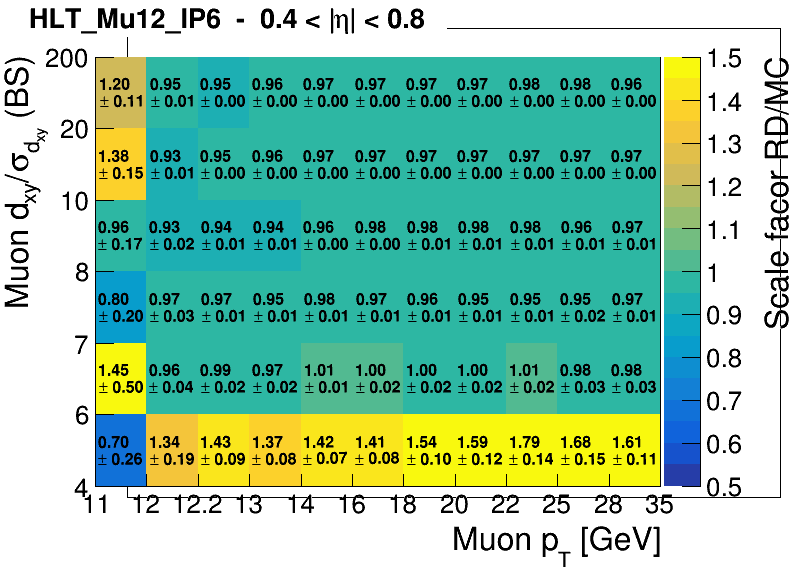 HLT_Mu12_IP6 - 0.4 < |η| < 0.8
Muon d_xy/σ_d_xy (BS)
200
20
10
8
7
6
4
1.20 0.95 0.95 0.96 0.97 0.97 0.97 0.97 0.98 0.98 0.96
± 0.11 ± 0.01 ± 0.00 ± 0.00 ± 0.00 ± 0.00 ± 0.00 ± 0.00 ± 0.00 ± 0.00 ± 0.00
1.38 0.93 0.95 0.96 0.97 0.97 0.97 0.97 0.97 0.97 0.97
± 0.15 ± 0.01 ± 0.00 ± 0.00 ± 0.00 ± 0.00 ± 0.00 ± 0.00 ± 0.00 ± 0.00 ± 0.00
0.96 0.93 0.94 0.94 0.96 0.98 0.98 0.98 0.98 0.96 0.97
± 0.17 ± 0.02 ± 0.01 ± 0.01 ± 0.00 ± 0.00 ± 0.01 ± 0.01 ± 0.01 ± 0.01 ± 0.01
0.80 0.97 0.97 0.95 0.98 0.97 0.96 0.95 0.95 0.95 0.97
± 0.20 ± 0.03 ± 0.01 ± 0.01 ± 0.01 ± 0.01 ± 0.01 ± 0.01 ± 0.01 ± 0.02 ± 0.01
1.45 0.96 0.99 0.97 1.01 1.00 1.00 1.00 1.01 0.98 0.98
± 0.50 ± 0.04 ± 0.02 ± 0.02 ± 0.01 ± 0.02 ± 0.02 ± 0.02 ± 0.02 ± 0.03 ± 0.03
0.70 1.34 1.43 1.37 1.42 1.41 1.54 1.59 1.79 1.68 1.61
± 0.26 ± 0.19 ± 0.09 ± 0.08 ± 0.07 ± 0.08 ± 0.10 ± 0.12 ± 0.14 ± 0.15 ± 0.11
11 12 12.2 13 14 16 18 20 22 25 28 35
Muon p_T [GeV]
1.5
1.4
1.3
1.2
1.1
1
0.9
0.8
0.7
0.6
0.5
Scale facor RD/MC